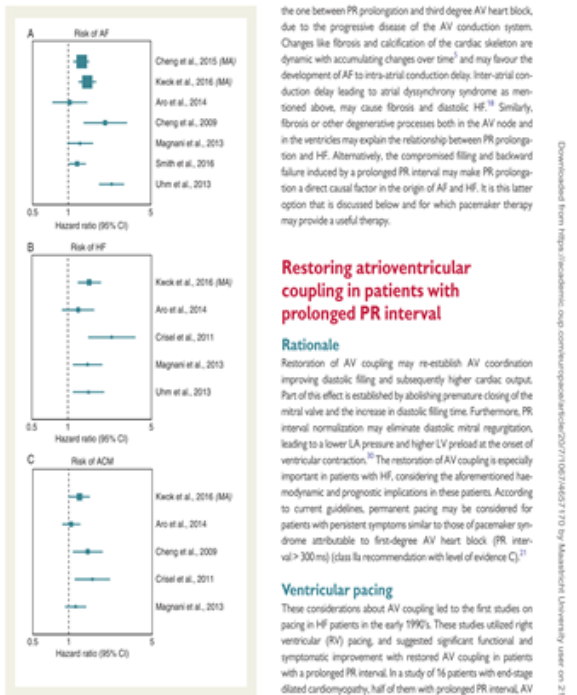 A
Risk of AF
Cheng et al., 2015 (MA)
Kwok et al., 2016 (MA)
Aro et al., 2014
Cheng et al., 2009
Magnani et al., 2013
Smith et al., 2016
Uhm et al., 2013
0.5 1 5
Hazard ratio (95% CI)
B
Risk of HF
Kwok et al., 2016 (MA)
Aro et al., 2014
Crisel et al., 2011
Magnani et al., 2013
Uhm et al., 2013
0.5 1 5
Hazard ratio (95% CI)
C
Risk of ACM
Kwok et al., 2016 (MA)
Aro et al., 2014
Cheng et al., 2009
Crisel et al., 2011
Magnani et al., 2013
0.5 1 5
Hazard ratio (95% CI)
the one between PR prolongation and third degree AV heart block,
due to the progressive disease of the AV conduction system.
Changes like fibrosis and calcification of the cardiac skeleton are
dynamic with accumulating changes over time5 and may favour the
development of AF to intra-atrial conduction delay. Inter-atrial con-
duction delay leading to atrial dyssynchrony syndrome as men-
tioned above, may cause fibrosis and diastolic HF.18 Similarly,
fibrosis or other degenerative processes both in the AV node and
in the ventricles may explain the relationship between PR prolonga-
tion and HF. Alternatively, the compromised filling and backward
failure induced by a prolonged PR interval may make PR prolonga-
tion a direct causal factor in the origin of AF and HF. It is this latter
option that is discussed below and for which pacemaker therapy
may provide a useful therapy.
Restoring atrioventricular
coupling in patients with
prolonged PR interval
Rationale
Restoration of AV coupling may re-establish AV coordination
improving diastolic filling and subsequently higher cardiac output.
Part of this effect is established by abolishing premature closing of the
mitral valve and the increase in diastolic filling time. Furthermore, PR
interval normalization may eliminate diastolic mitral regurgitation,
leading to a lower LA pressure and higher LV preload at the onset of
ventricular contraction.30 The restoration of AV coupling is especially
important in patients with HF, considering the aforementioned hae-
modynamic and prognostic implications in these patients. According
to current guidelines, permanent pacing may be considered for
patients with persistent symptoms similar to those of pacemaker syn-
drome attributable to first-degree AV heart block (PR inter-
val > 300 ms) (class IIa recommendation with level of evidence C).21
Ventricular pacing
These considerations about AV coupling led to the first studies on
pacing in HF patients in the early 1990's. These studies utilized right
ventricular (RV) pacing, and suggested significant functional and
symptomatic improvement with restored AV coupling in patients
with a prolonged PR interval. In a study of 16 patients with end-stage
dilated cardiomyopathy, half of them with prolonged PR interval, AV
Downloaded from https://academic.oup.com/europace/article/20/7/1067/4657170 by Maastricht University user on 21